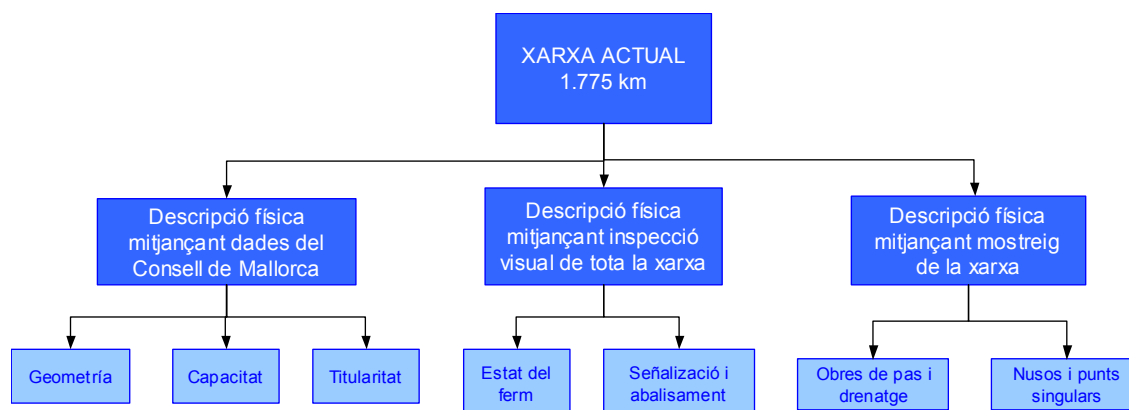 XARXA ACTUAL
1.775 km
Descripció física
mitjançant dades del
Consell de Mallorca
Descripció física
mitjançant inspecció
visual de tota la xarxa
Descripció física
mitjançant mostreig
de la xarxa
Geometría
Capacitat
Titularitat
Estat del
ferm
Señalizació i
abalisament
Obres de pas i
drenatge
Nusos i punts
singulars